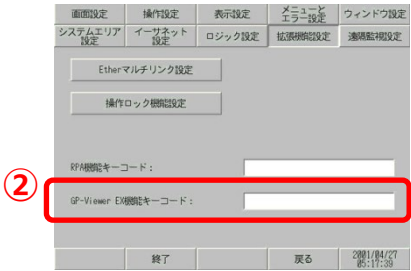 画面設定 操作設定 表示設定 メニューと ウィンドウ設定
エラー設定
システムエリア イーサネット ロジック設定 拡張機能設定 遠隔監視設定
設定 設定
Etherマルチリンク設定
操作ロック機能設定
RPA機能キーコード：
②
GP-Viewer EX機能キーコード：
終了 戻る 2001/04/27
05:17:39